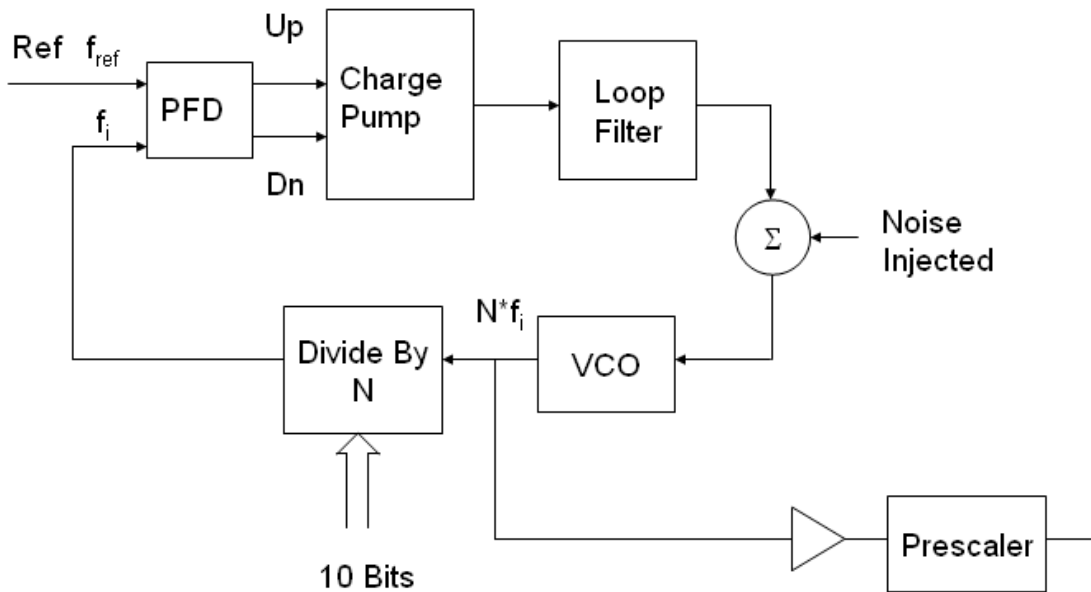 Ref f_ref
f_i
PFD
Up
Dn
Charge
Pump
Loop
Filter
Σ
Noise
Injected
VCO
N*f_i
Divide By
N
10 Bits
Prescaler